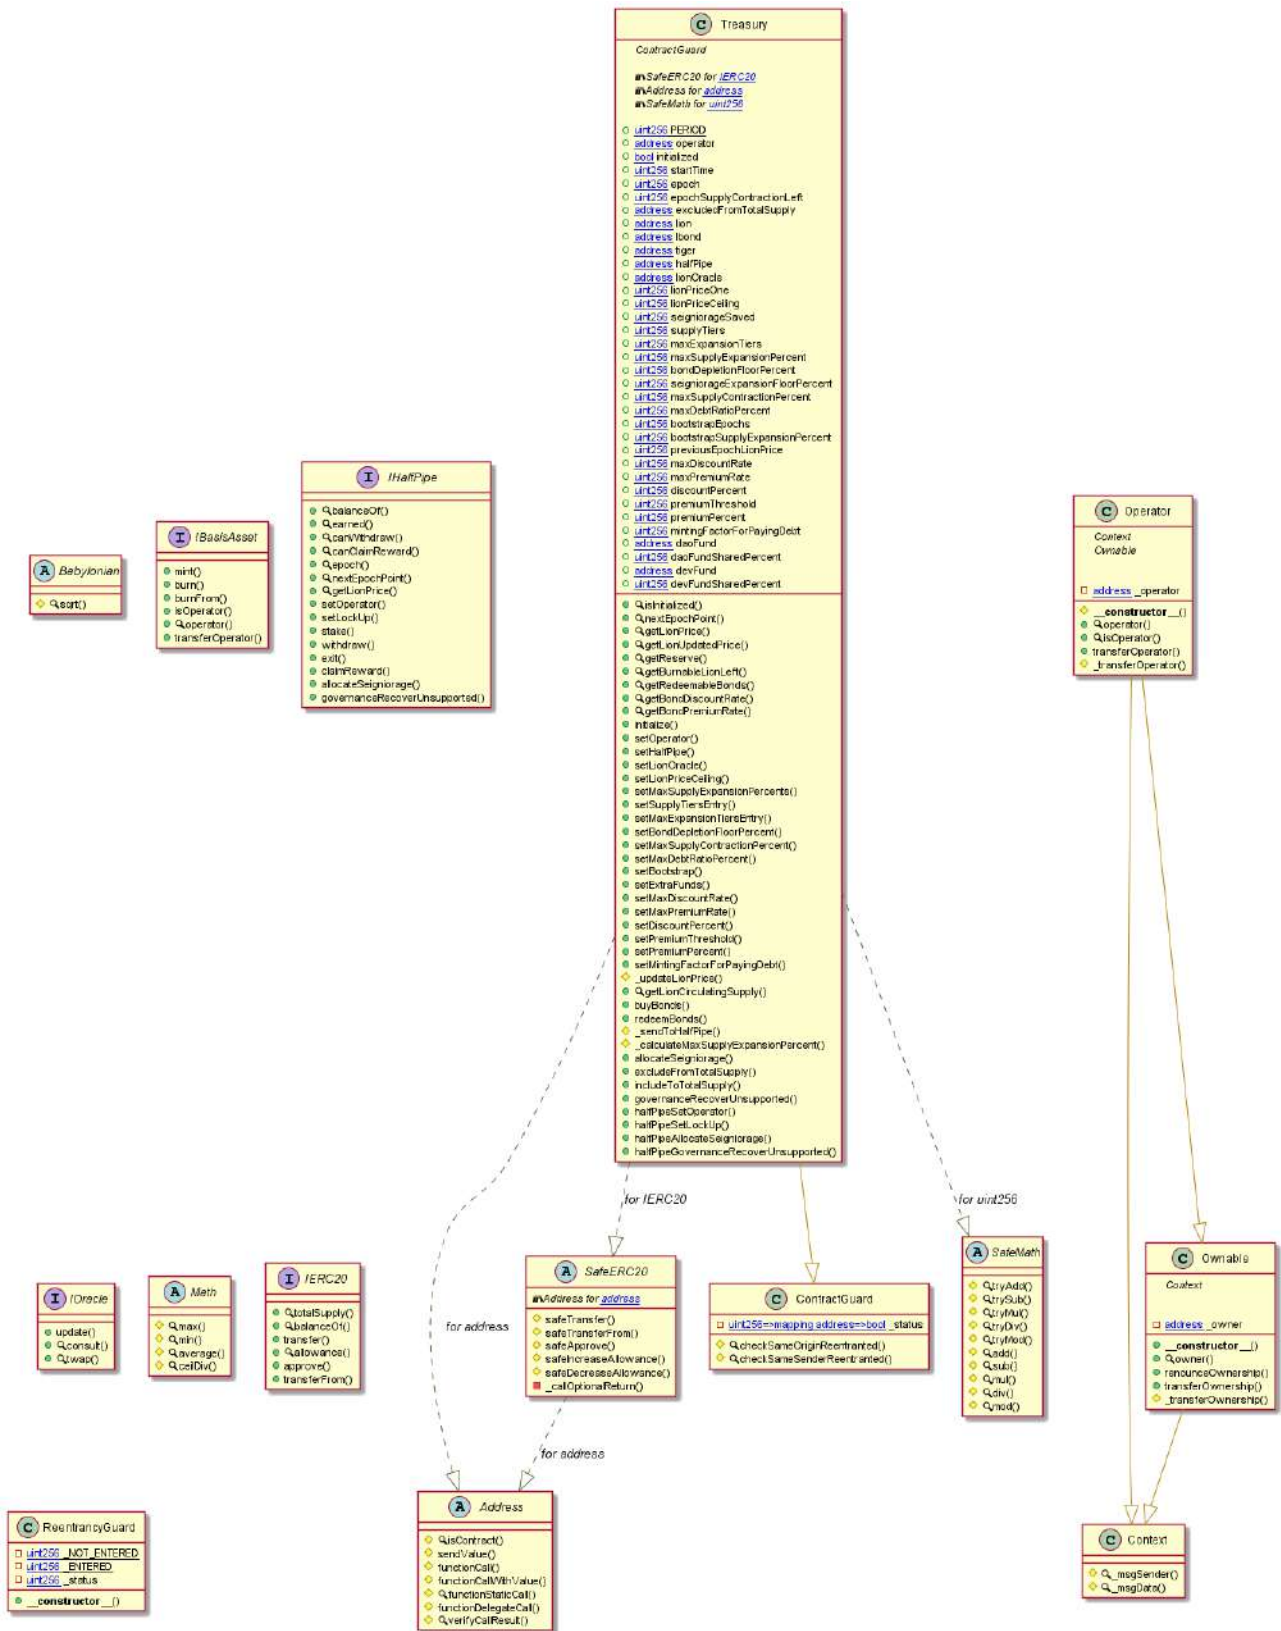 C Treasury
ContractGuard
SafeERC20 for IERC20
Address for address
SafeMath for uint256
uint256 PERIOD
address operator
bool initialized
uint256 startTime
uint256 epoch
uint256 epochSupplyContractionLeft
address excludedFromTotalSupply
address lion
address lbond
address tiger
address halfPipe
address lionOracle
uint256 lionPriceOne
uint256 lionPriceCeiling
uint256 seigniorageSaved
uint256 supplyTiers
uint256 maxExpansionTiers
uint256 maxSupplyExpansionPercent
uint256 bondDepletionFloorPercent
uint256 seigniorageExpansionFloorPercent
uint256 maxSupplyContractionPercent
uint256 maxDebtRatioPercent
uint256 bootstrapEpochs
uint256 bootstrapSupplyExpansionPercent
uint256 previousEpochLionPrice
uint256 maxDiscountRate
uint256 maxPremiumRate
uint256 discountPercent
uint256 premiumThreshold
uint256 premiumPercent
uint256 mintingFactorForPayingDebt
address daoFund
uint256 daoFundSharedPercent
address devFund
uint256 devFundSharedPercent
isInitialized()
nextEpochPoint()
getLionPrice()
getLionUpdatedPrice()
getReserve()
getBurnableLionLeft()
getRedeemableBonds()
getBondDiscountRate()
getBondPremiumRate()
initialize()
setOperator()
setHalfPipe()
setLionOracle()
setLionPriceCeiling()
setMaxSupplyExpansionPercents()
setSupplyTiersEntry()
setMaxExpansionTiersEntry()
setBondDepletionFloorPercent()
setMaxSupplyContractionPercent()
setMaxDebtRatioPercent()
setBootstrap()
setExtraFunds()
setMaxDiscountRate()
setMaxPremiumRate()
setDiscountPercent()
setPremiumThreshold()
setPremiumPercent()
setMintingFactorForPayingDebt()
_updateLionPrice()
getLionCirculatingSupply()
buyBonds()
redeemBonds()
_sendToHalfPipe()
_calculateMaxSupplyExpansionPercent()
allocateSeigniorage()
excludeFromTotalSupply()
includeToTotalSupply()
governanceRecoverUnsupported()
halfPipeSetOperator()
halfPipeSetLockUp()
halfPipeAllocateSeigniorage()
halfPipeGovernanceRecoverUnsupported()
A Babylonian
sqrt()
I IBasisAsset
mint()
burn()
burnFrom()
isOperator()
operator()
transferOperator()
I IHalfPipe
balanceOf()
earned()
canWithdraw()
canClaimReward()
epoch()
nextEpochPoint()
getLionPrice()
setOperator()
setLockUp()
stake()
withdraw()
exit()
claimReward()
allocateSeigniorage()
governanceRecoverUnsupported()
C Operator
Context
Ownable
address _operator
__constructor__()
operator()
isOperator()
transferOperator()
_transferOperator()
for IERC20
for uint256
for address
for address
I IOracle
update()
consult()
twap()
A Math
max()
min()
average()
ceilDiv()
I IERC20
totalSupply()
balanceOf()
transfer()
allowance()
approve()
transferFrom()
A SafeERC20
Address for address
safeTransfer()
safeTransferFrom()
safeApprove()
safeIncreaseAllowance()
safeDecreaseAllowance()
_callOptionalReturn()
C ContractGuard
uint256=>mapping address=>bool _status
checkSameOriginReentranted()
checkSameSenderReentranted()
A SafeMath
tryAdd()
trySub()
tryMul()
tryDiv()
tryMod()
add()
sub()
mul()
div()
mod()
C Ownable
Context
address _owner
__constructor__()
owner()
renounceOwnership()
transferOwnership()
_transferOwnership()
C ReentrancyGuard
uint256 _NOT_ENTERED
uint256 _ENTERED
uint256 _status
__constructor__()
A Address
isContract()
sendValue()
functionCall()
functionCallWithValue()
functionStaticCall()
functionDelegateCall()
verifyCallResult()
C Context
_msgSender()
_msgData()